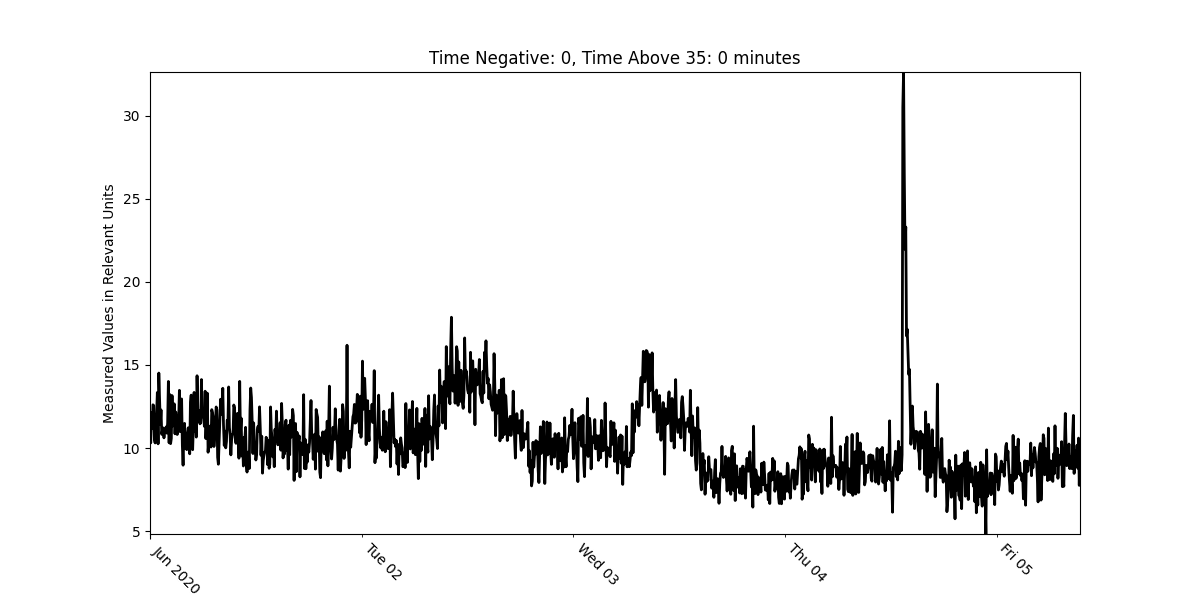 Time Negative: 0, Time Above 35: 0 minutes
Measured Values in Relevant Units
30
25
20
15
10
5
Jun 2020
Tue 02
Wed 03
Thu 04
Fri 05